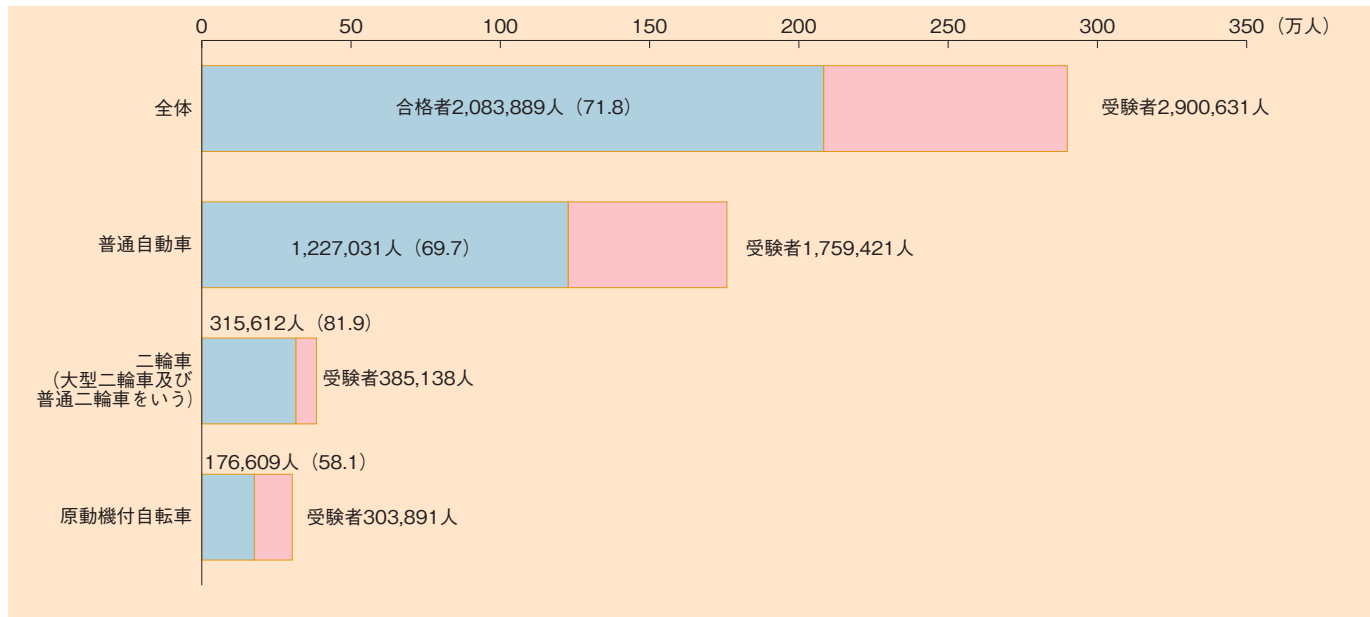 0 50 100 150 200 250 300 350（万人）
全体
合格者2,083,889人（71.8）
受験者2,900,631人
普通自動車
1,227,031人（69.7）
受験者1,759,421人
315,612人（81.9）
二輪車
（大型二輪車及び
普通二輪車をいう）
受験者385,138人
176,609人（58.1）
原動機付自転車
受験者303,891人